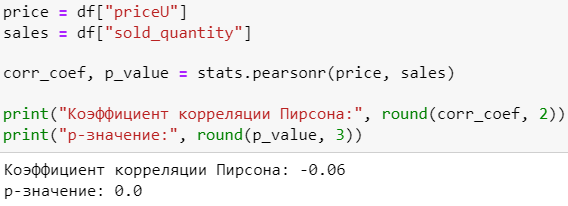 price = df["priceU"]
sales = df["sold_quantity"]
corr_coef, p_value = stats.pearsonr(price, sales)
print("Коэффициент корреляции Пирсона:", round(corr_coef, 2))
print("p-значение:", round(p_value, 3))
Коэффициент корреляции Пирсона: -0.06
p-значение: 0.0